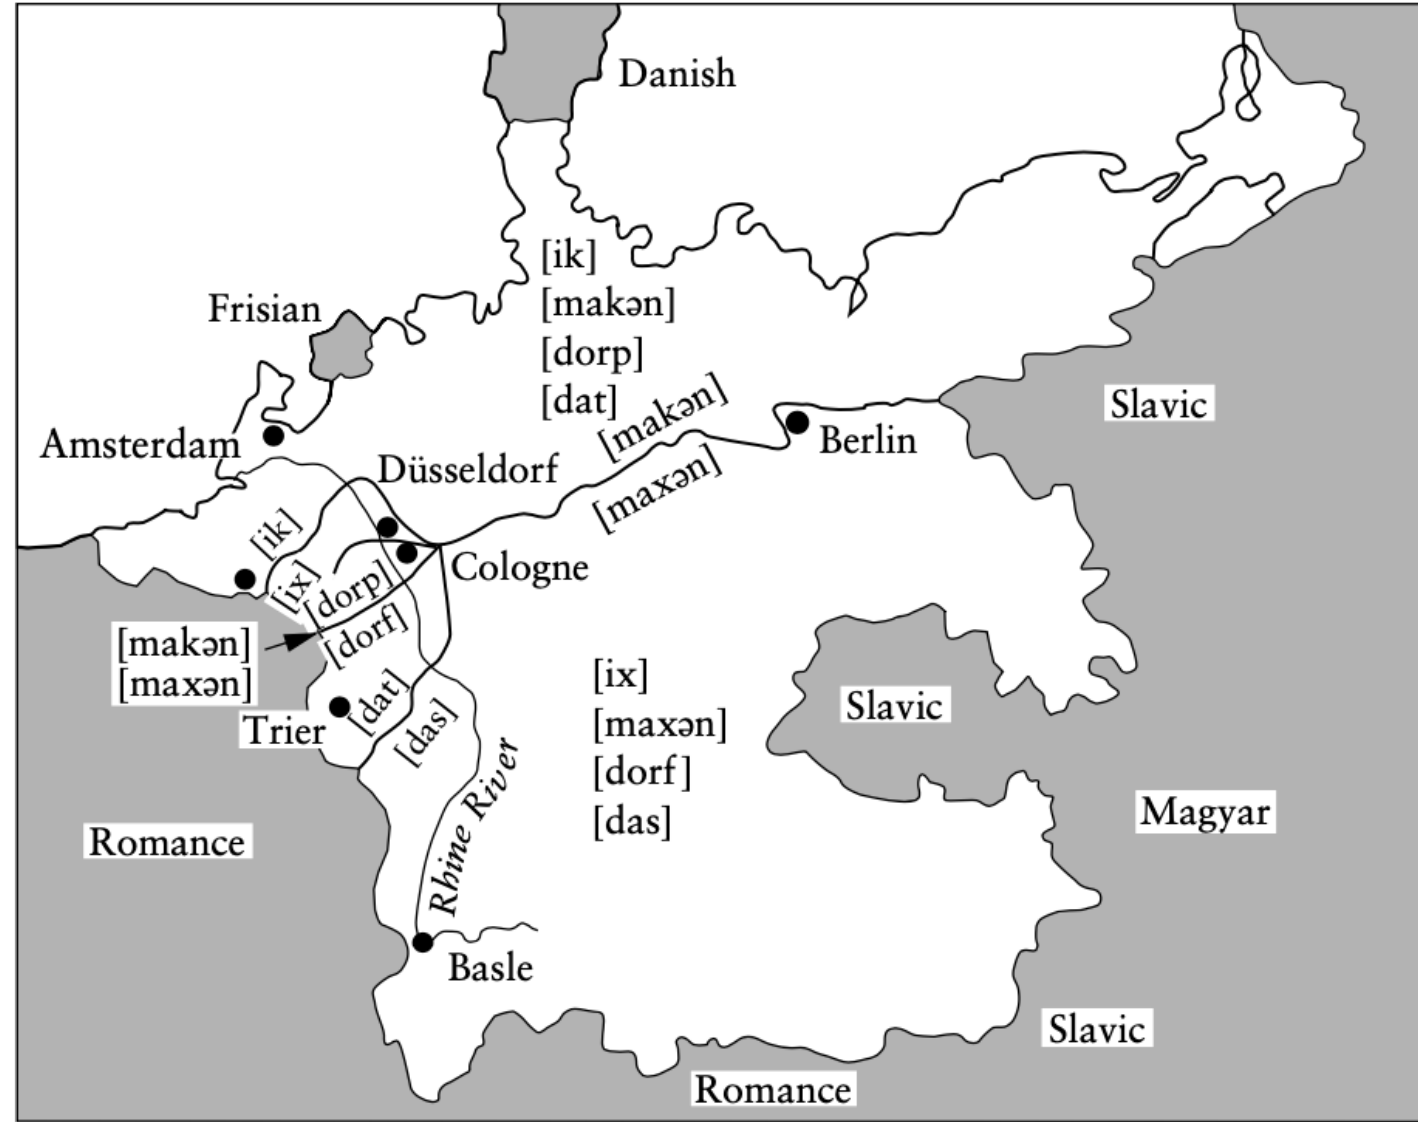 Danish
[ik]
[makən]
[dorp]
[dat]
Frisian
Slavic
[makən]
[maxən]
Amsterdam
Berlin
Düsseldorf
[ik]
[ix]
Cologne
[dorp]
[dorf]
[makən]
[maxən]
[dat]
[das]
Trier
[ix]
[maxən]
[dorf]
[das]
Slavic
Rhine River
Romance
Magyar
Basle
Slavic
Romance